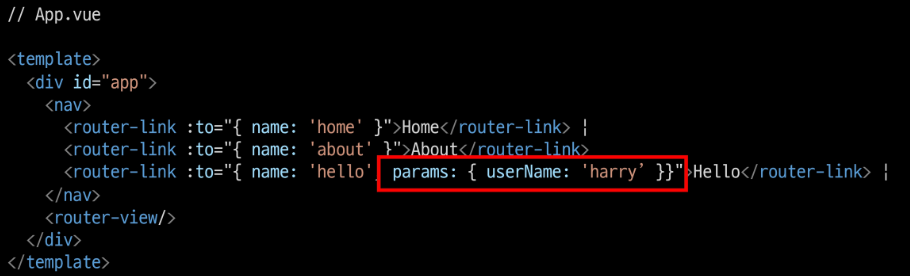 // App.vue
<template>
<div id="app">
<nav>
<router-link :to="{ name: 'home' }">Home</router-link> ¦
<router-link :to="{ name: 'about' }">About</router-link>
<router-link :to="{ name: 'hello' params: { userName: 'harry’ }}">Hello</router-link> ¦
</nav>
<router-view/>
</div>
</template>